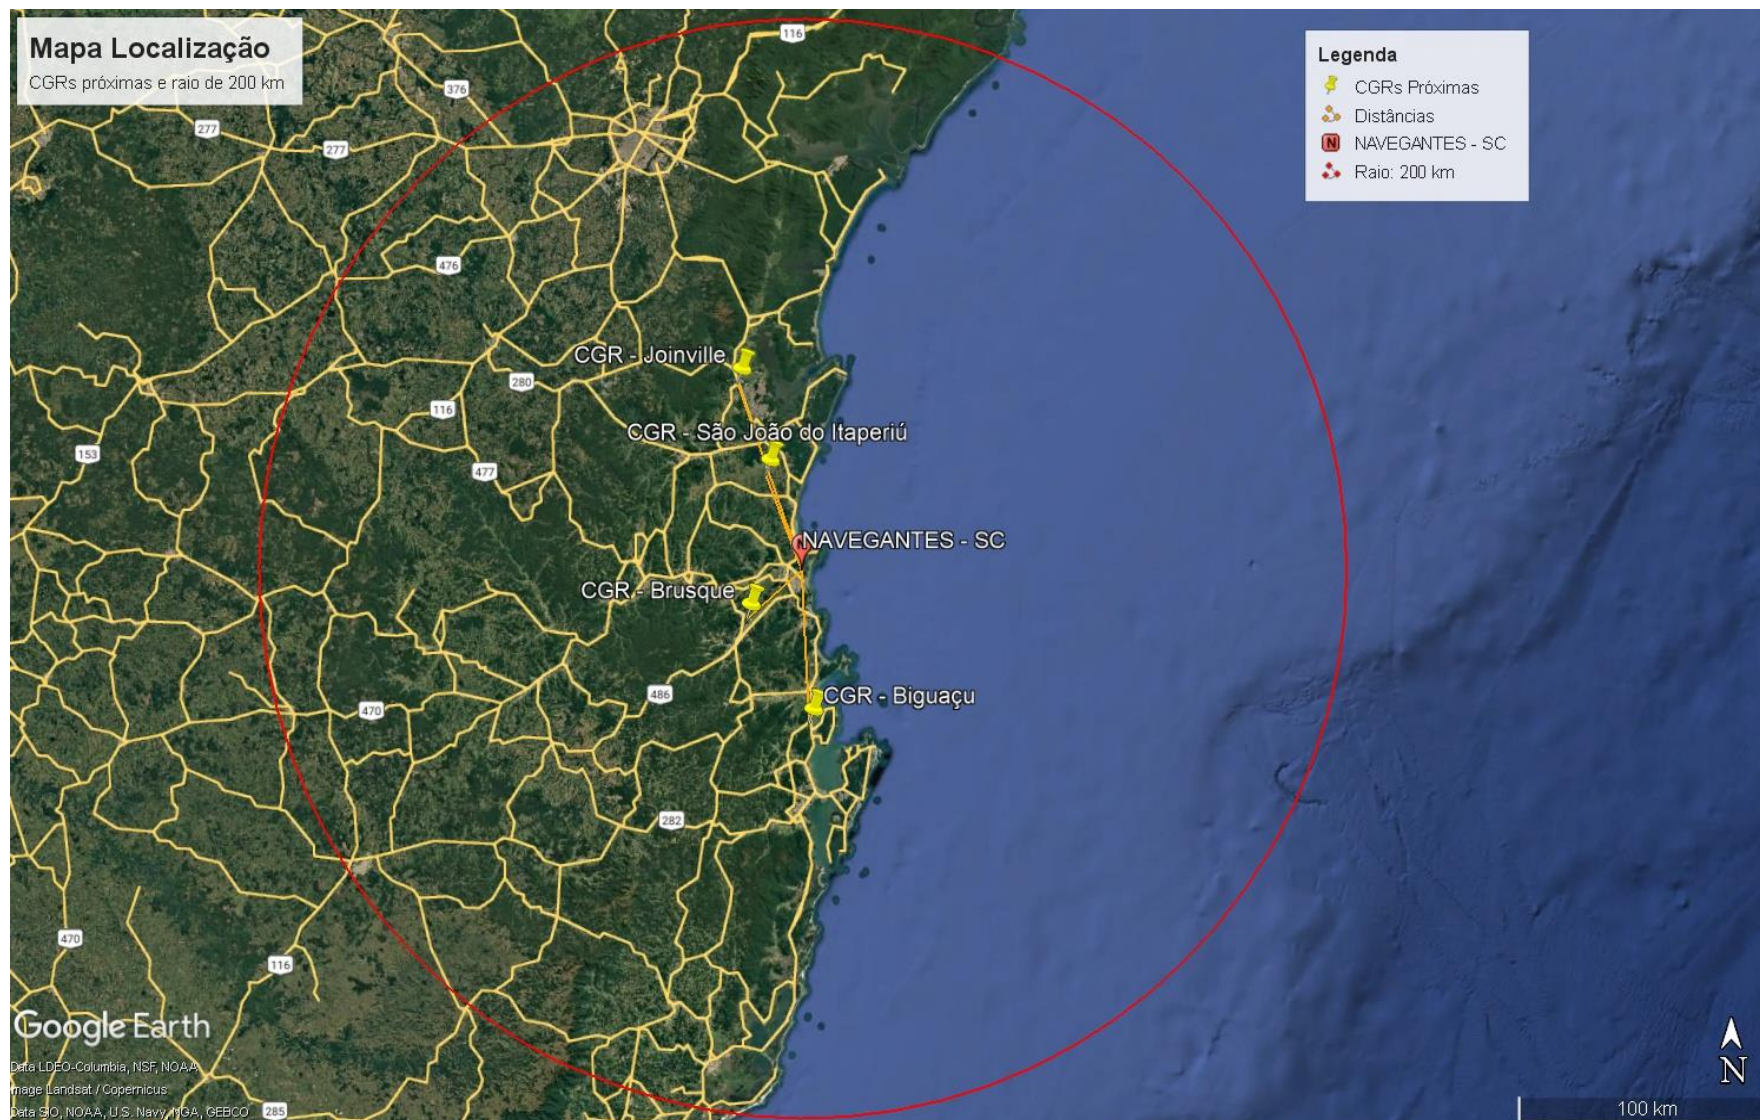 Mapa Localização
CGRs próximas e raio de 200 km
Legenda
CGRs Próximas
Distâncias
N NAVEGANTES - SC
Raio: 200 km
116
376
277
277
476
CGR - Joinville
280
116
CGR - São João do Itaperiú
153
477
NAVEGANTES - SC
CGR - Brusque
486
CGR - Biguaçu
470
282
470
116
Google Earth
Data LDEO-Columbia, NSF, NOAA
Image Landsat / Copernicus
Data SIO, NOAA, U.S. Navy, NGA, GEBCO
285
N
100 km